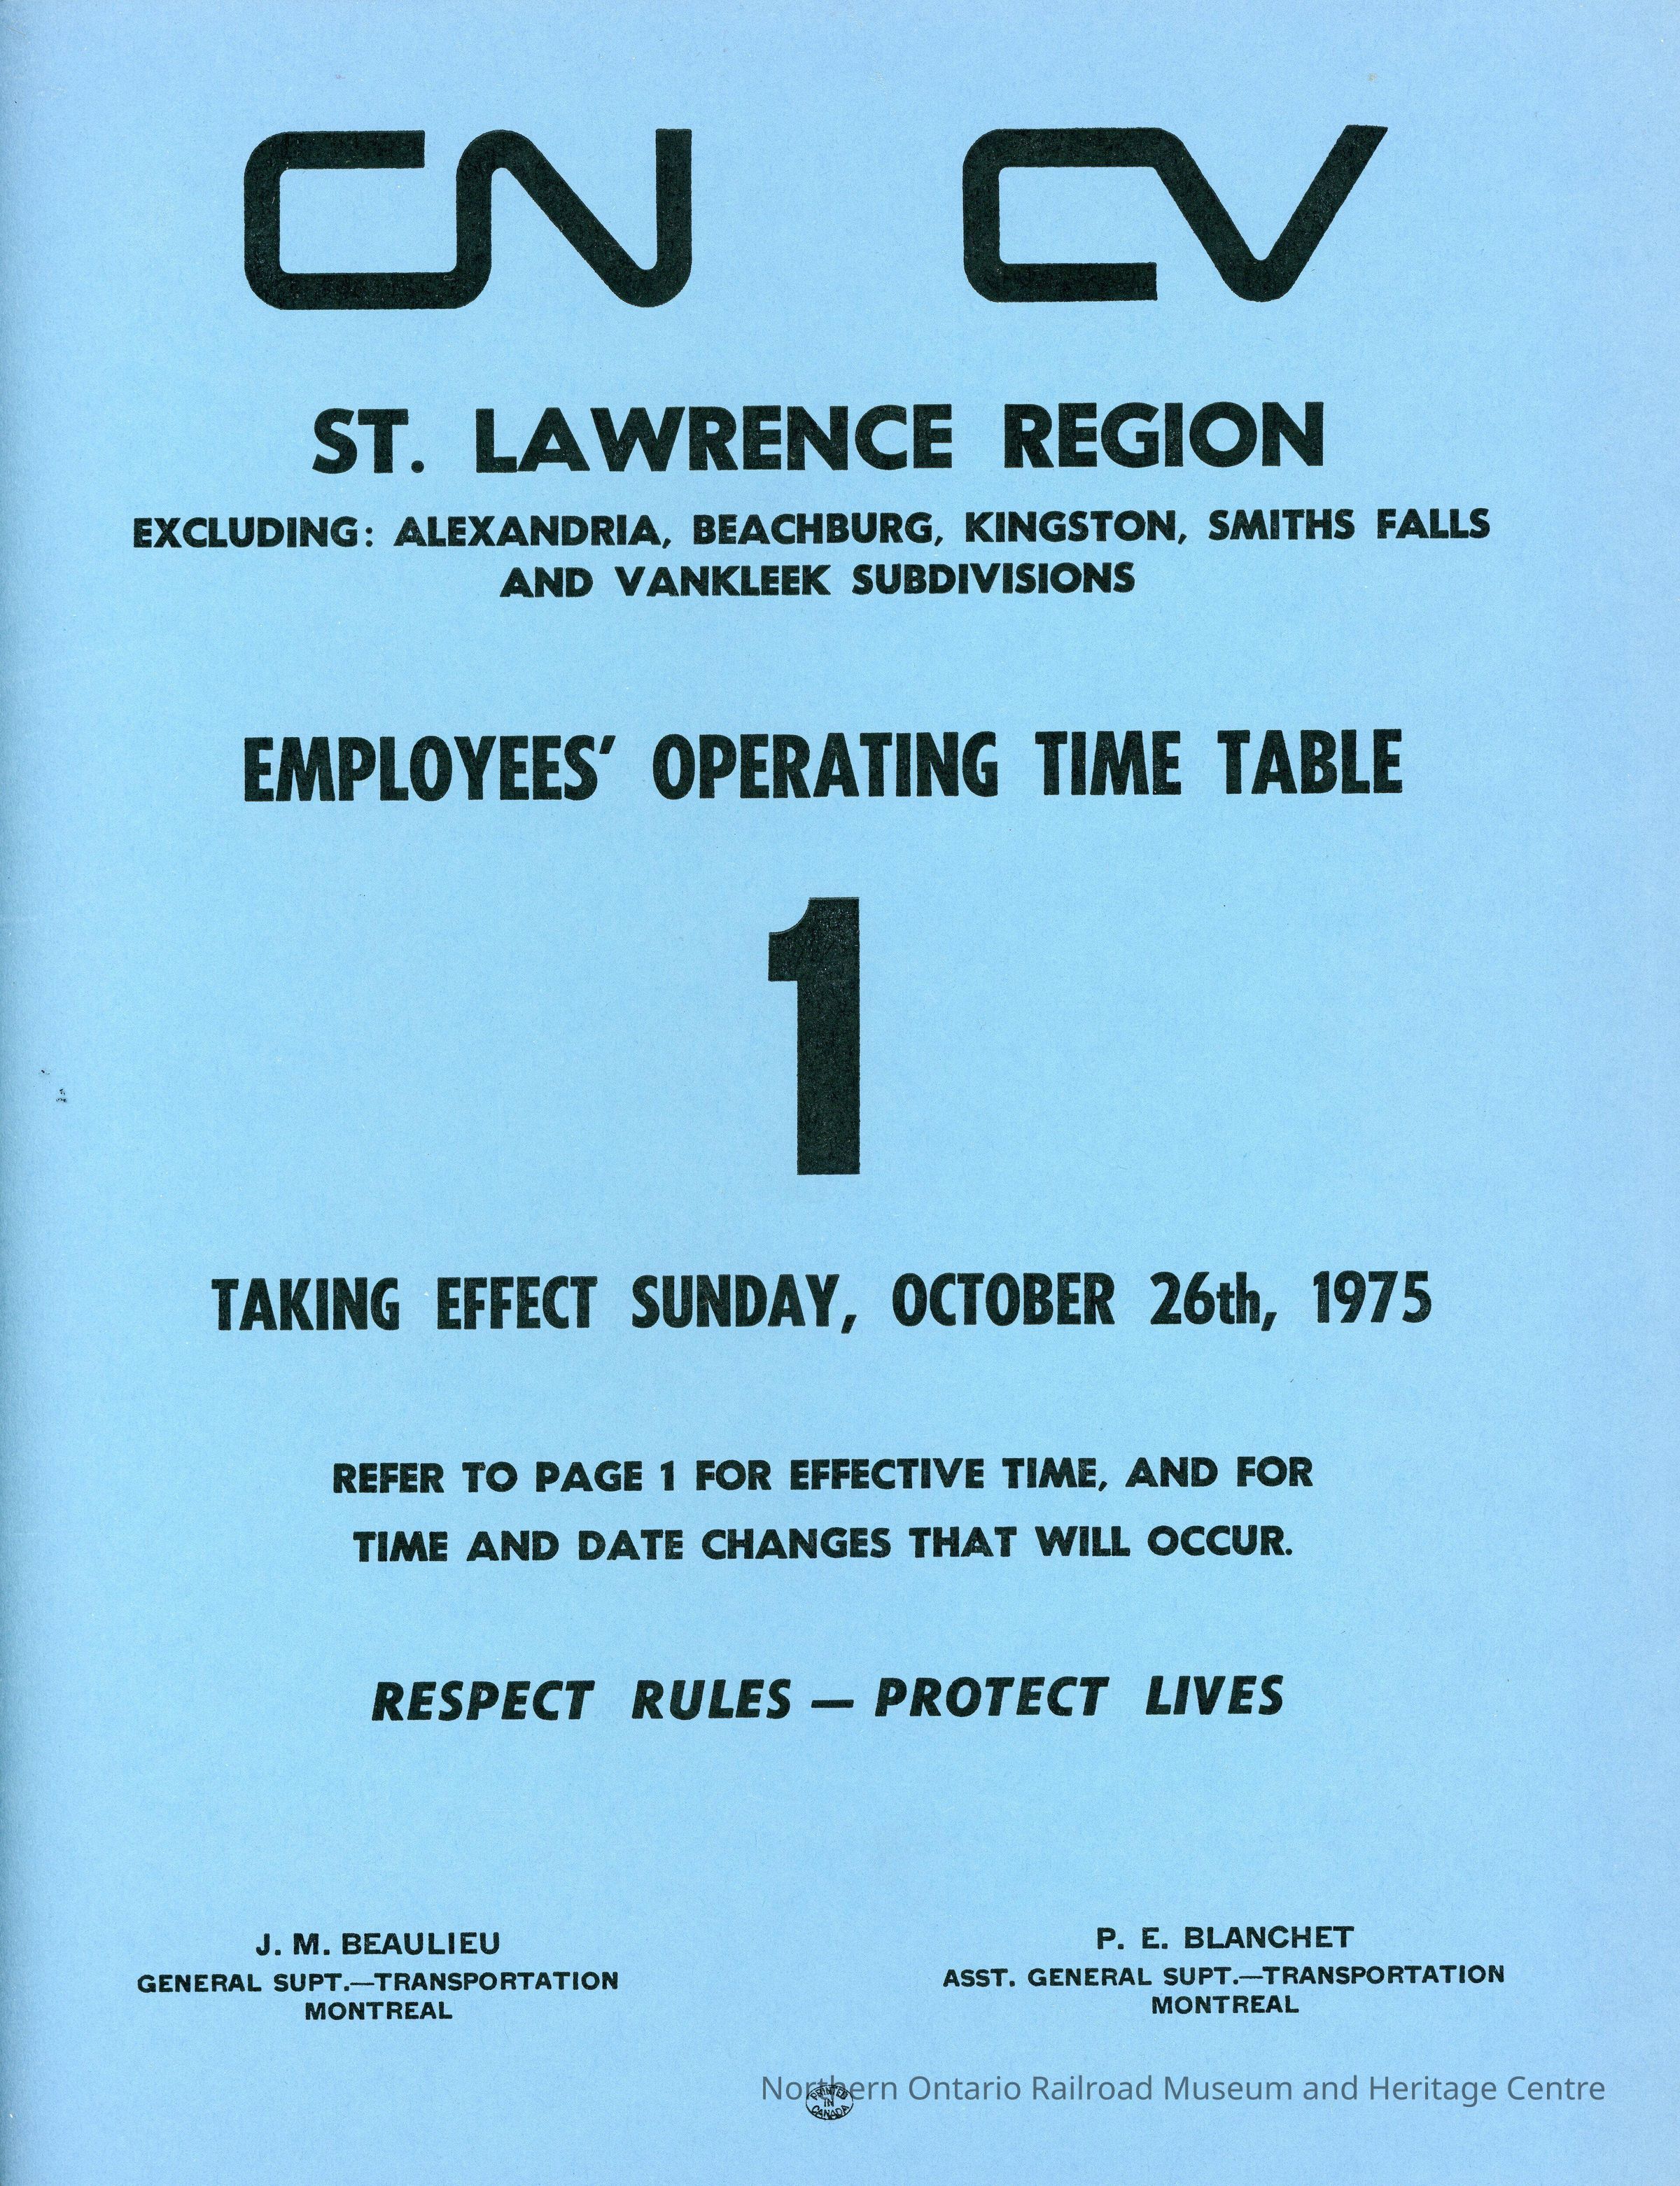 CN CV
ST. LAWRENCE REGION
EXCLUDING: ALEXANDRIA, BEACHBURG, KINGSTON, SMITHS FALLS
AND VANKLEEK SUBDIVISIONS
EMPLOYEES' OPERATING TIME TABLE
1
TAKING EFFECT SUNDAY, OCTOBER 26th, 1975
REFER TO PAGE 1 FOR EFFECTIVE TIME, AND FOR
TIME AND DATE CHANGES THAT WILL OCCUR.
RESPECT RULES — PROTECT LIVES
J. M. BEAULIEU
GENERAL SUPT.—TRANSPORTATION
MONTREAL
P. E. BLANCHET
ASST. GENERAL SUPT.—TRANSPORTATION
MONTREAL
Northern Ontario Railroad Museum and Heritage Centre
PRINTED
IN
CANADA